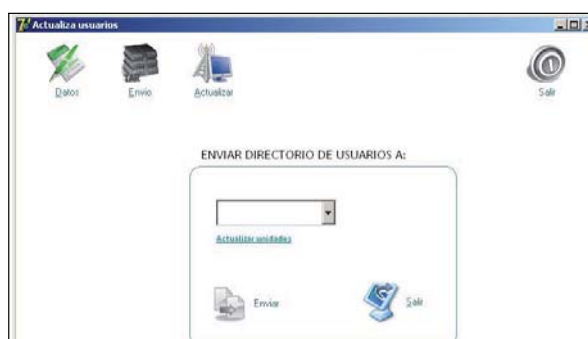 Actualiza usuarios
Datos Envio Actualizar Salir
ENVIAR DIRECTORIO DE USUARIOS A:
Actualizar unidades
Enviar Salir